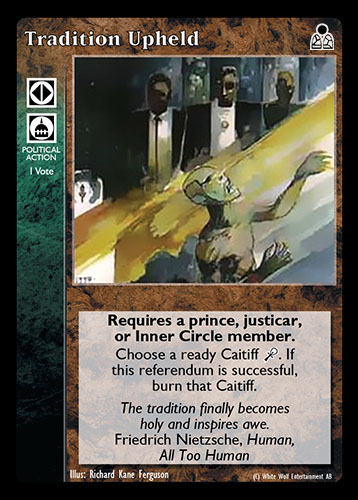 Tradition Upheld
POLITICAL
ACTION
1 Vote
Requires a prince, justicar,
or Inner Circle member.
Choose a ready Caitiff . If
this referendum is successful,
burn that Caitiff.
The tradition finally becomes
holy and inspires awe.
Friedrich Nietzsche, Human,
All Too Human
Illus: Richard Kane Ferguson
(C) White Wolf Entertainment AB